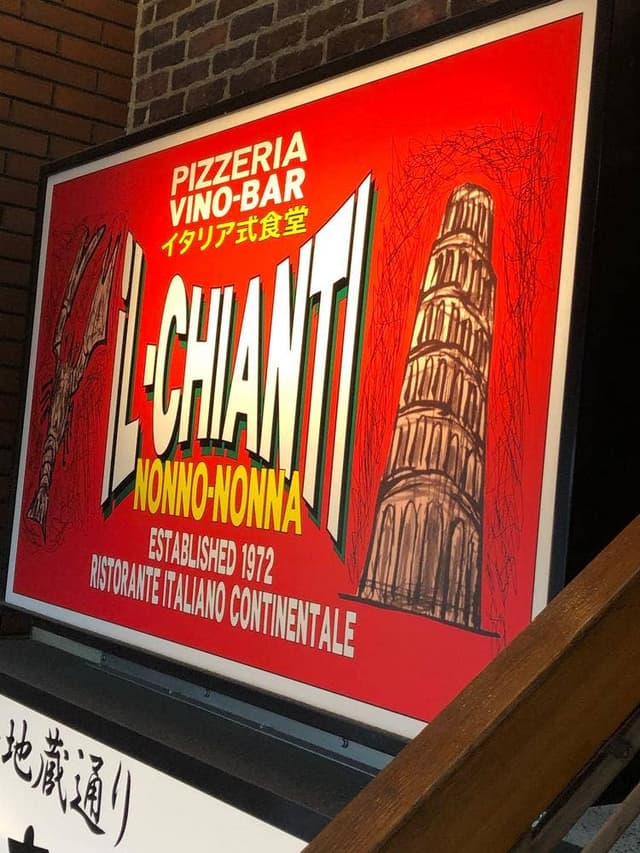 PIZZERIA
VINO-BAR
イタリア式食堂
iL-CHIANTI
NONNO-NONNA
ESTABLISHED 1972
RISTORANTE ITALIANO CONTINENTALE
地蔵通り